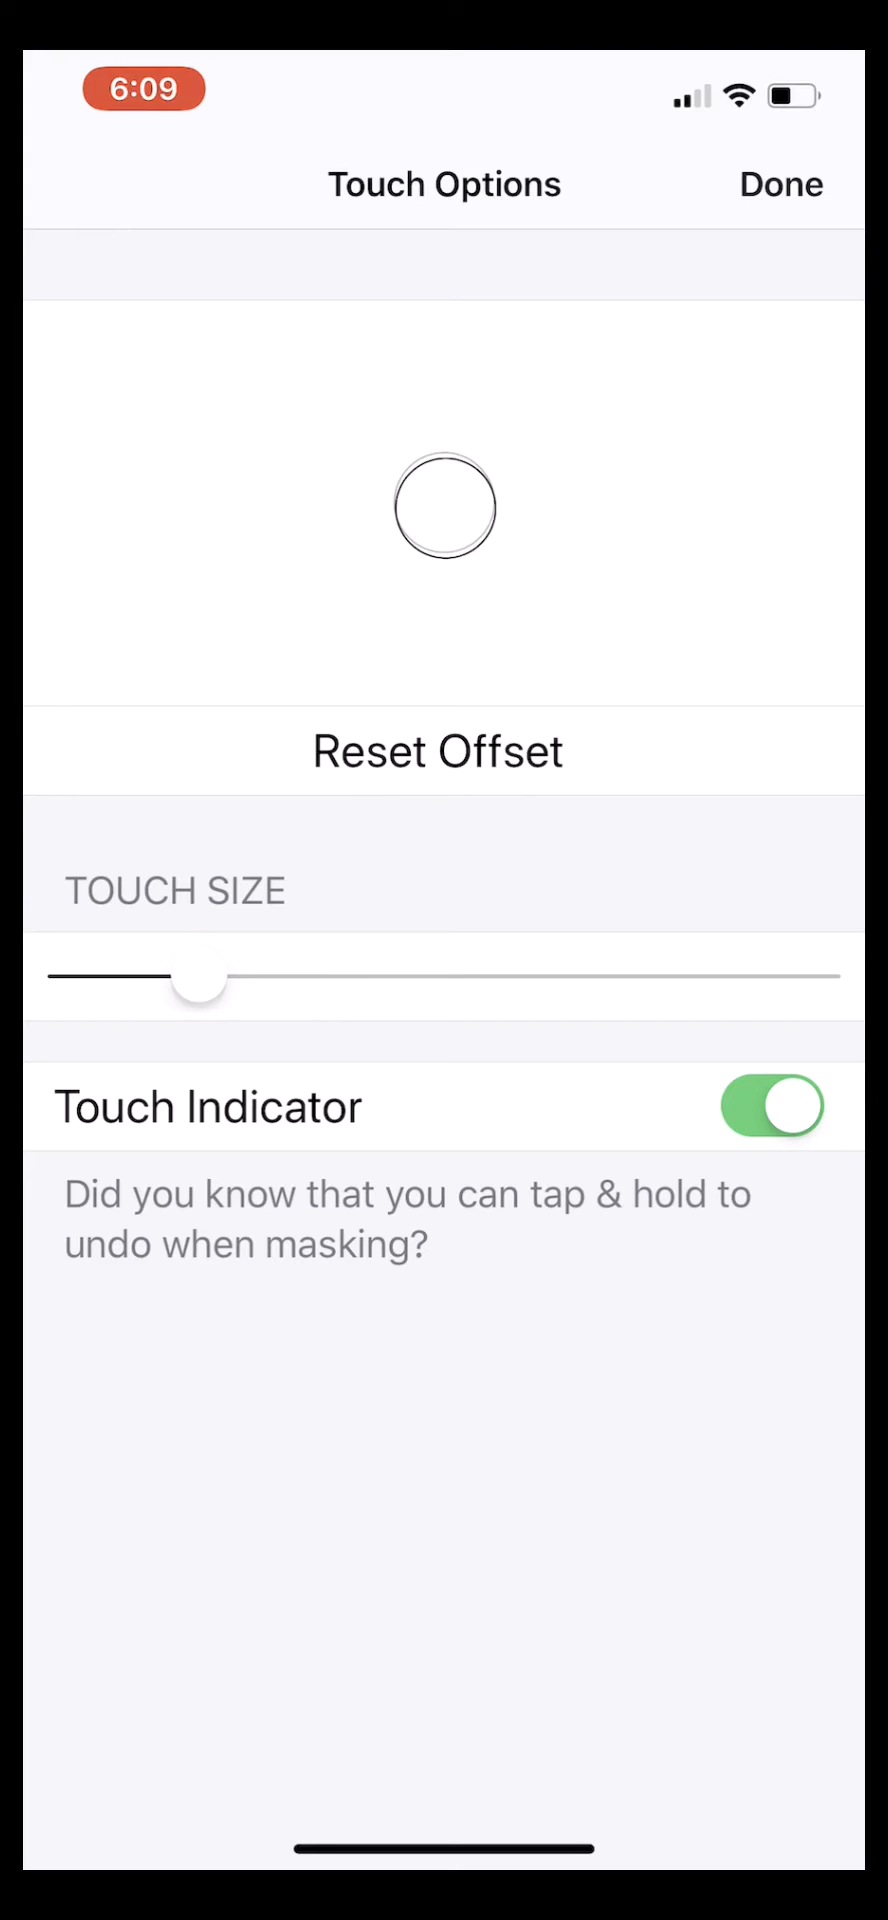 6:09
Touch Options
Done
Reset Offset
TOUCH SIZE
Touch Indicator
Did you know that you can tap & hold to
undo when masking?